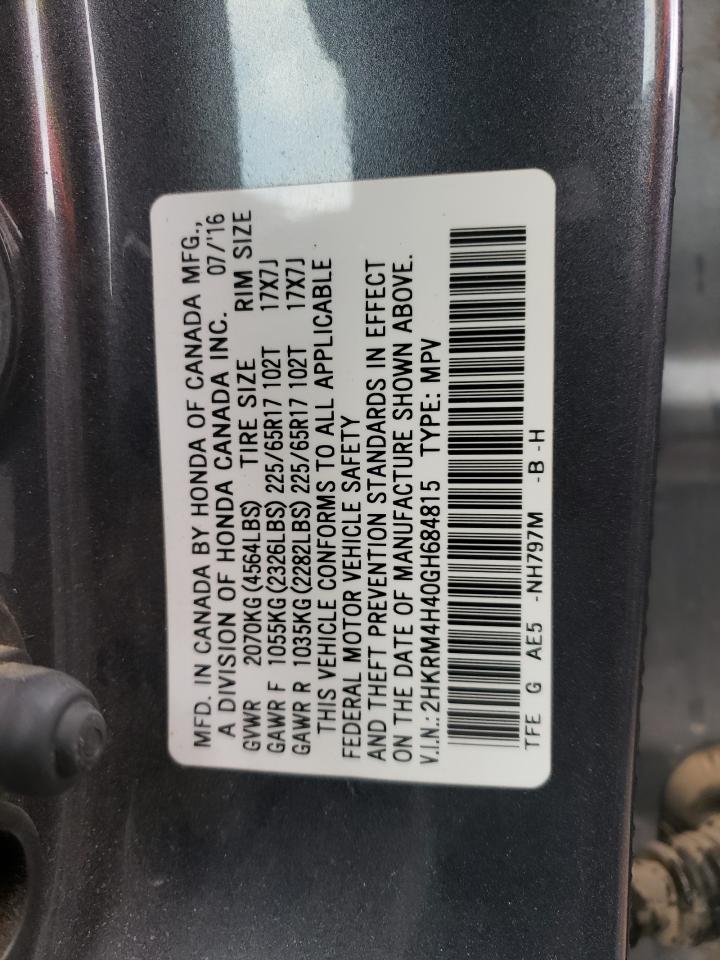 MFD. IN CANADA BY HONDA OF CANADA MFG.,
A DIVISION OF HONDA CANADA INC. 07/'16
GVWR 2070KG(4564LBS) TIRE SIZE RIM SIZE
GAWR F 1055KG(2326LBS) 225/65R17 102T 17X7J
GAWR R 1035KG(2282LBS) 225/65R17 102T 17X7J
THIS VEHICLE CONFORMS TO ALL APPLICABLE
FEDERAL MOTOR VEHICLE SAFETY
AND THEFT PREVENTION STANDARDS IN EFFECT
ON THE DATE OF MANUFACTURE SHOWN ABOVE.
V.I.N.:2HKRM4H40GH684815 TYPE: MPV
TFE G AE5 -NH797M -B -H